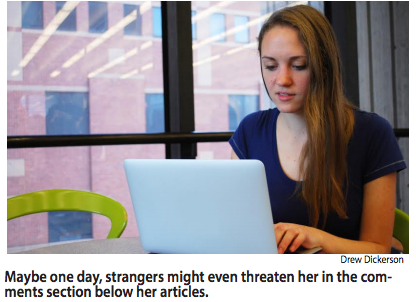 Drew Dickerson
Maybe one day, strangers might even threaten her in the com-
ments section below her articles.